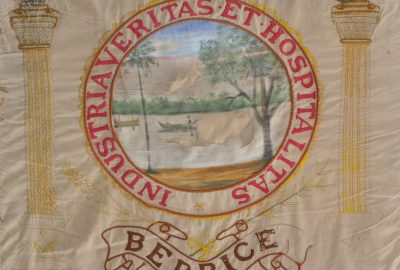 INDUSTRIA VERITAS · ET · HOSPITALITAS
BERBICE